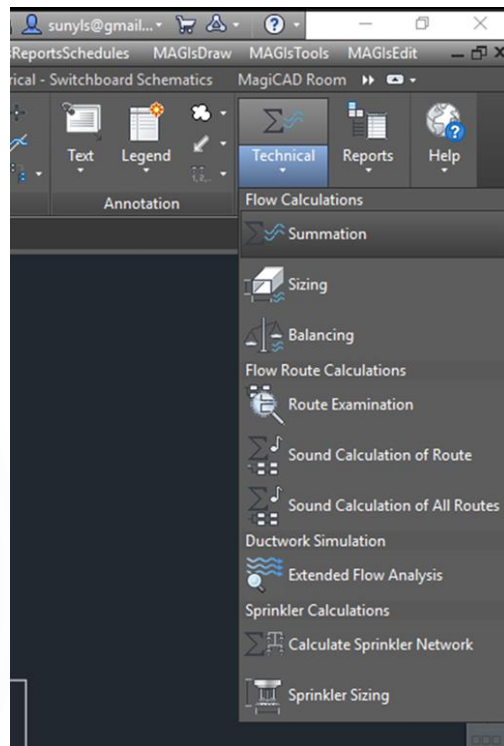 sunyls@gmail...
sReportsSchedules MAGIsDraw MAGIsTools MAGIsEdit
rical - Switchboard Schematics MagiCAD Room
Text Legend Technical Reports Help
Annotation
Flow Calculations
Summation
Sizing
Balancing
Flow Route Calculations
Route Examination
Sound Calculation of Route
Sound Calculation of All Routes
Ductwork Simulation
Extended Flow Analysis
Sprinkler Calculations
Calculate Sprinkler Network
Sprinkler Sizing